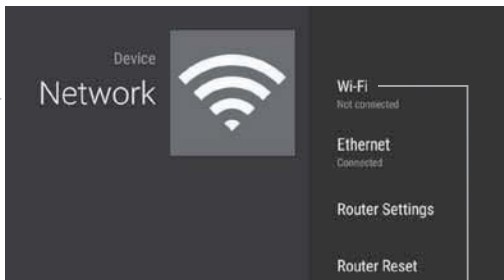 Device
Network
Wi-Fi
Not connected
Ethernet
Connected
Router Settings
Router Reset